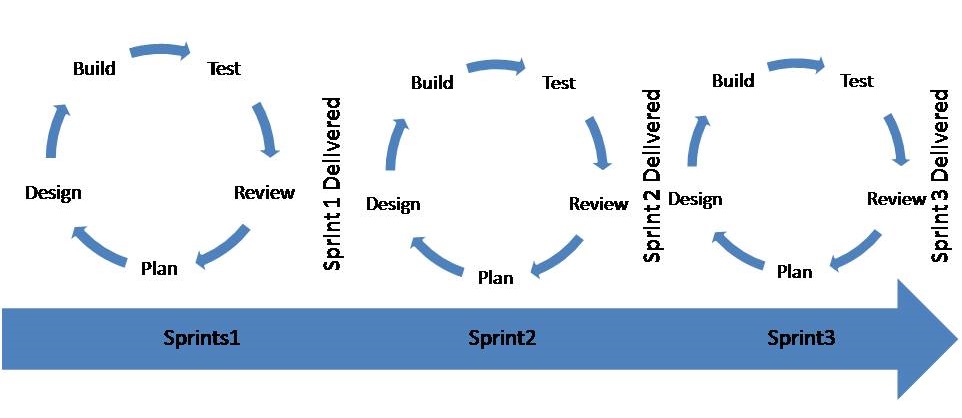 Build
Test
Design
Review
Plan
Sprint 1 Delivered
Build
Test
Design
Review
Plan
Sprint 2 Delivered
Build
Test
Design
Review
Plan
Sprint 3 Delivered
Sprints1
Sprint2
Sprint3